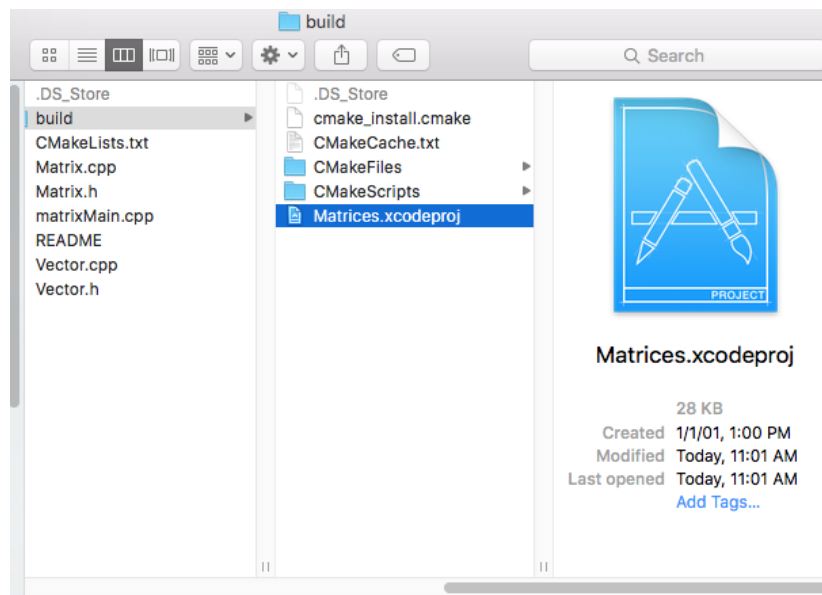 build
Search
.DS_Store
build
CMakeLists.txt
Matrix.cpp
Matrix.h
matrixMain.cpp
README
Vector.cpp
Vector.h
.DS_Store
cmake_install.cmake
CMakeCache.txt
CMakeFiles
CMakeScripts
Matrices.xcodeproj
PROJECT
Matrices.xcodeproj
28 KB
Created 1/1/01, 1:00 PM
Modified Today, 11:01 AM
Last opened Today, 11:01 AM
Add Tags...